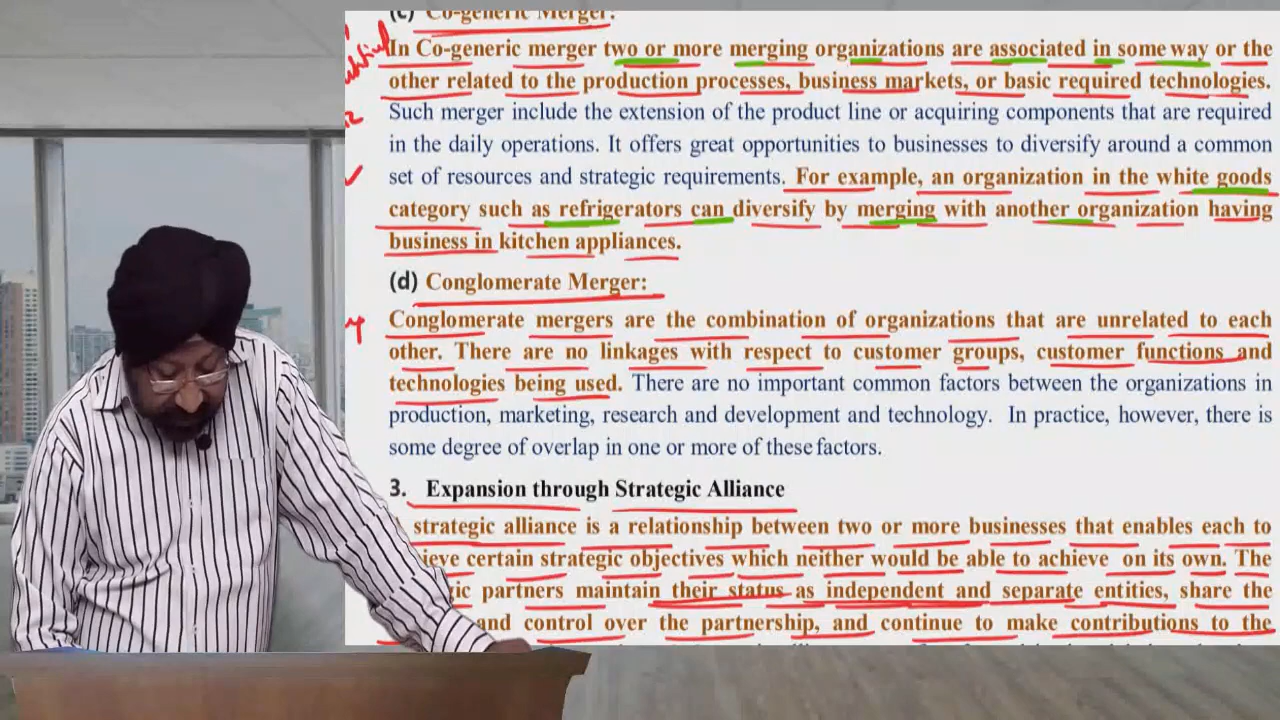 (c) Co-generic Merger:
In Co-generic merger two or more merging organizations are associated in some way or the
other related to the production processes, business markets, or basic required technologies.
Such merger include the extension of the product line or acquiring components that are required
in the daily operations. It offers great opportunities to businesses to diversify around a common
set of resources and strategic requirements. For example, an organization in the white goods
category such as refrigerators can diversify by merging with another organization having
business in kitchen appliances.
(d) Conglomerate Merger:
Conglomerate mergers are the combination of organizations that are unrelated to each
other. There are no linkages with respect to customer groups, customer functions and
technologies being used. There are no important common factors between the organizations in
production, marketing, research and development and technology. In practice, however, there is
some degree of overlap in one or more of these factors.
3. Expansion through Strategic Alliance
strategic alliance is a relationship between two or more businesses that enables each to
certain strategic objectives which neither would be able to achieve on its own. The
partners maintain their status as independent and separate entities, share the
and control over the partnership, and continue to make contributions to the